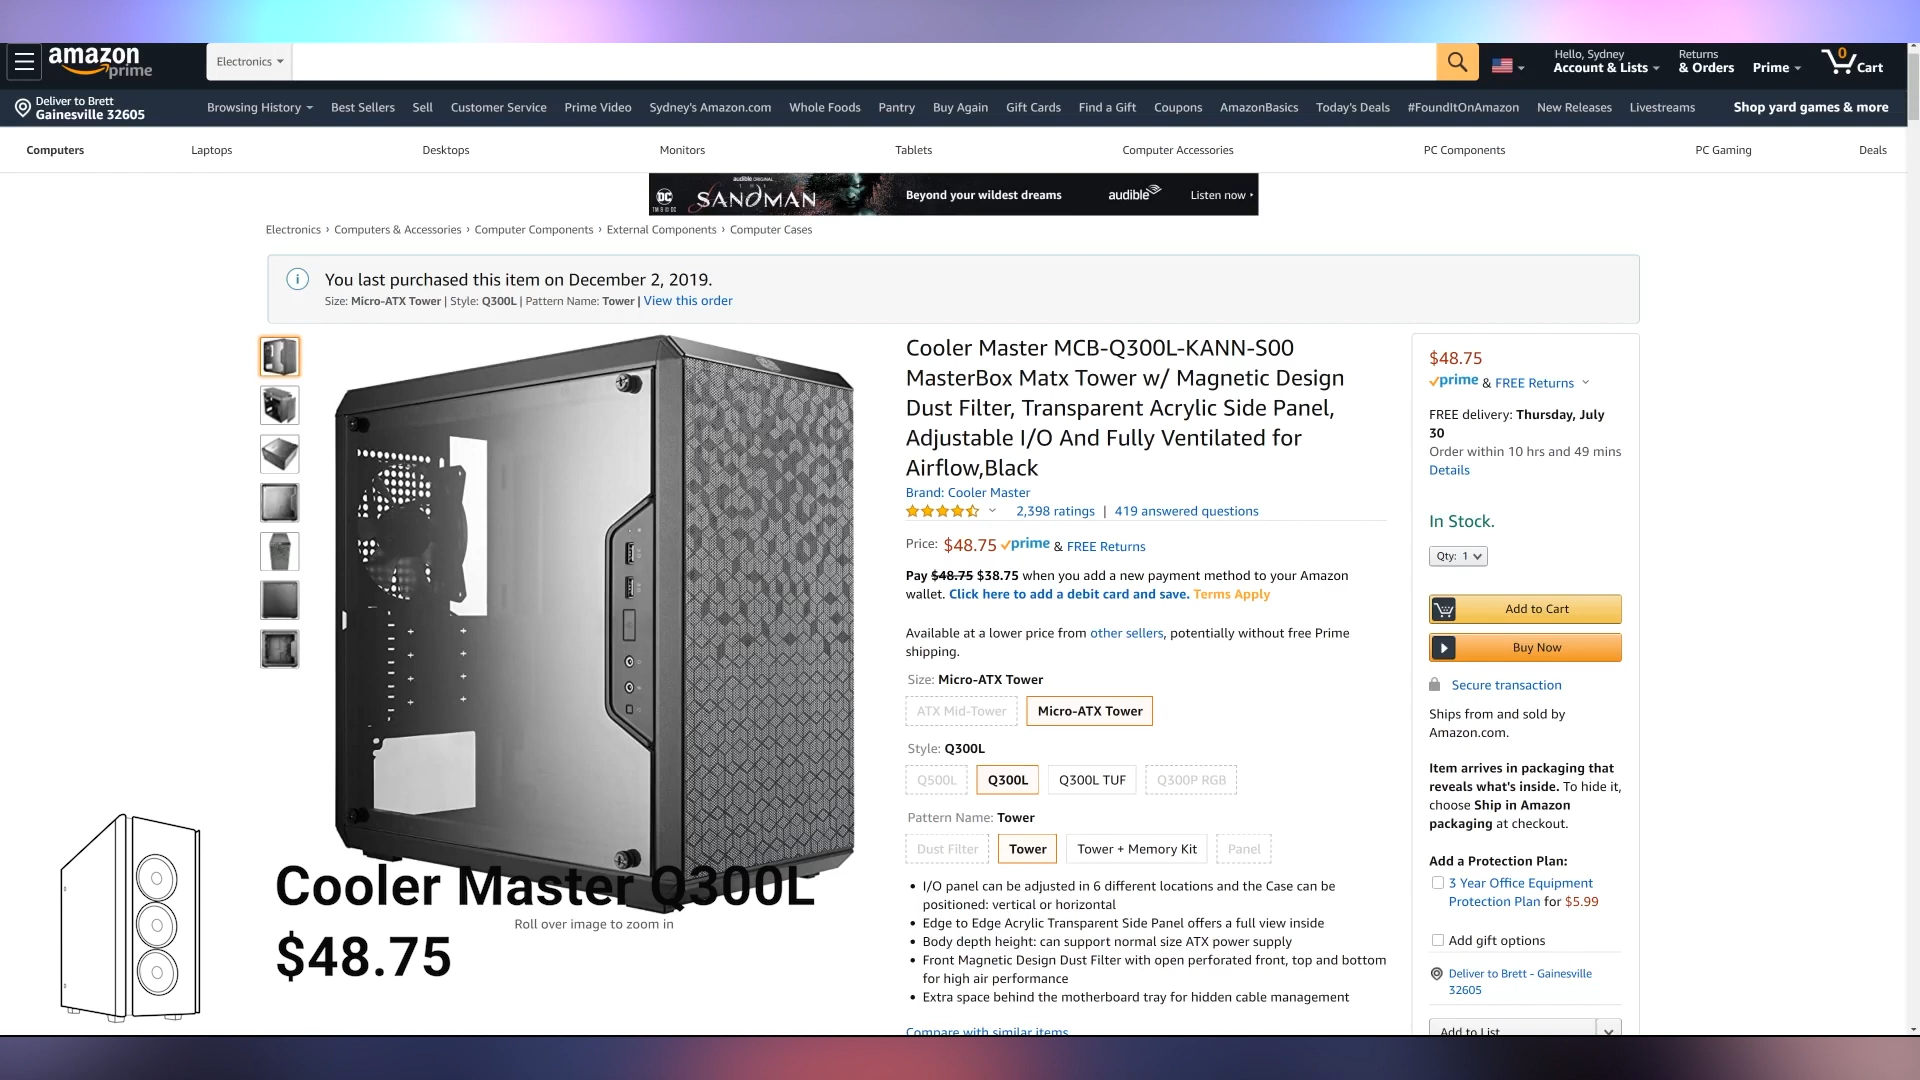 amazon
prime
Electronics
Hello, Sydney
Account & Lists
Returns
& Orders
Prime
0
Cart
Deliver to Brett
Gainesville 32605
Browsing History
Best Sellers
Sell
Customer Service
Prime Video
Sydney's Amazon.com
Whole Foods
Pantry
Buy Again
Gift Cards
Find a Gift
Coupons
AmazonBasics
Today's Deals
#FoundItOnAmazon
New Releases
Livestreams
Shop yard games & more
Computers
Laptops
Desktops
Monitors
Tablets
Computer Accessories
PC Components
PC Gaming
Deals
DC
audible ORIGINAL
THE
SANDMAN
Beyond your wildest dreams
audible
Listen now
Electronics › Computers & Accessories › Computer Components › External Components › Computer Cases
You last purchased this item on December 2, 2019.
Size: Micro-ATX Tower | Style: Q300L | Pattern Name: Tower | View this order
Cooler Master MCB-Q300L-KANN-S00
MasterBox Matx Tower w/ Magnetic Design
Dust Filter, Transparent Acrylic Side Panel,
Adjustable I/O And Fully Ventilated for
Airflow,Black
Brand: Cooler Master
2,398 ratings | 419 answered questions
Price: $48.75 prime & FREE Returns
Pay $48.75 $38.75 when you add a new payment method to your Amazon
wallet. Click here to add a debit card and save. Terms Apply
Available at a lower price from other sellers, potentially without free Prime
shipping.
Size: Micro-ATX Tower
ATX Mid-Tower
Micro-ATX Tower
Style: Q300L
Q500L
Q300L
Q300L TUF
Q300P RGB
Pattern Name: Tower
Dust Filter
Tower
Tower + Memory Kit
Panel
• I/O panel can be adjusted in 6 different locations and the Case can be
positioned: vertical or horizontal
• Edge to Edge Acrylic Transparent Side Panel offers a full view inside
• Body depth height: can support normal size ATX power supply
• Front Magnetic Design Dust Filter with open perforated front, top and bottom
for high air performance
• Extra space behind the motherboard tray for hidden cable management
Compare with similar items
$48.75
prime & FREE Returns
FREE delivery: Thursday, July
30
Order within 10 hrs and 49 mins
Details
In Stock.
Qty: 1
Add to Cart
Buy Now
Secure transaction
Ships from and sold by
Amazon.com.
Item arrives in packaging that
reveals what's inside. To hide it,
choose Ship in Amazon
packaging at checkout.
Add a Protection Plan:
3 Year Office Equipment
Protection Plan for $5.99
Add gift options
Deliver to Brett - Gainesville
32605
Add to List
Cooler Master Q300L
Roll over image to zoom in
$48.75